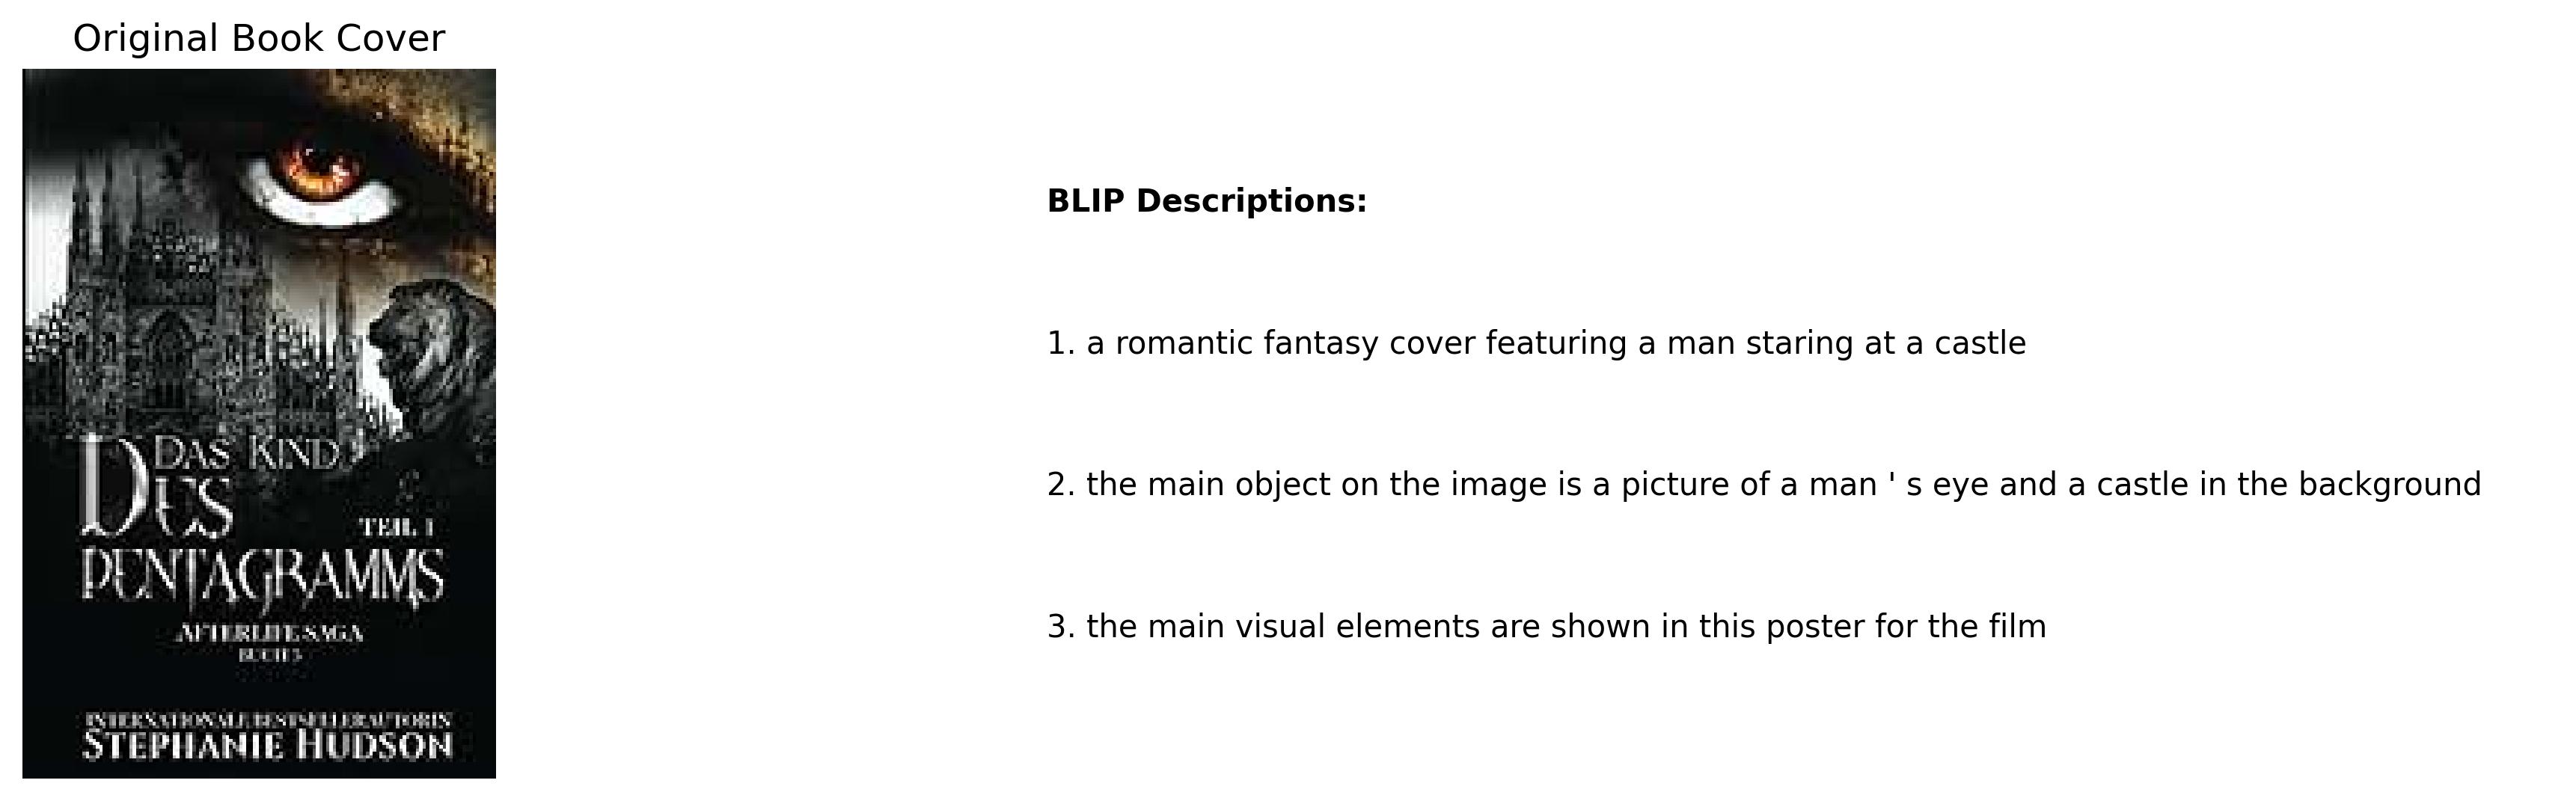 Original Book Cover
DAS KIND
DES
TEIL 1
PENTAGRAMMS
AFTERLIFE SAGA
BUCH 5
INTERNATIONALE BESTSELLERAUTORIN
STEPHANIE HUDSON
BLIP Descriptions:
1. a romantic fantasy cover featuring a man staring at a castle
2. the main object on the image is a picture of a man ' s eye and a castle in the background
3. the main visual elements are shown in this poster for the film